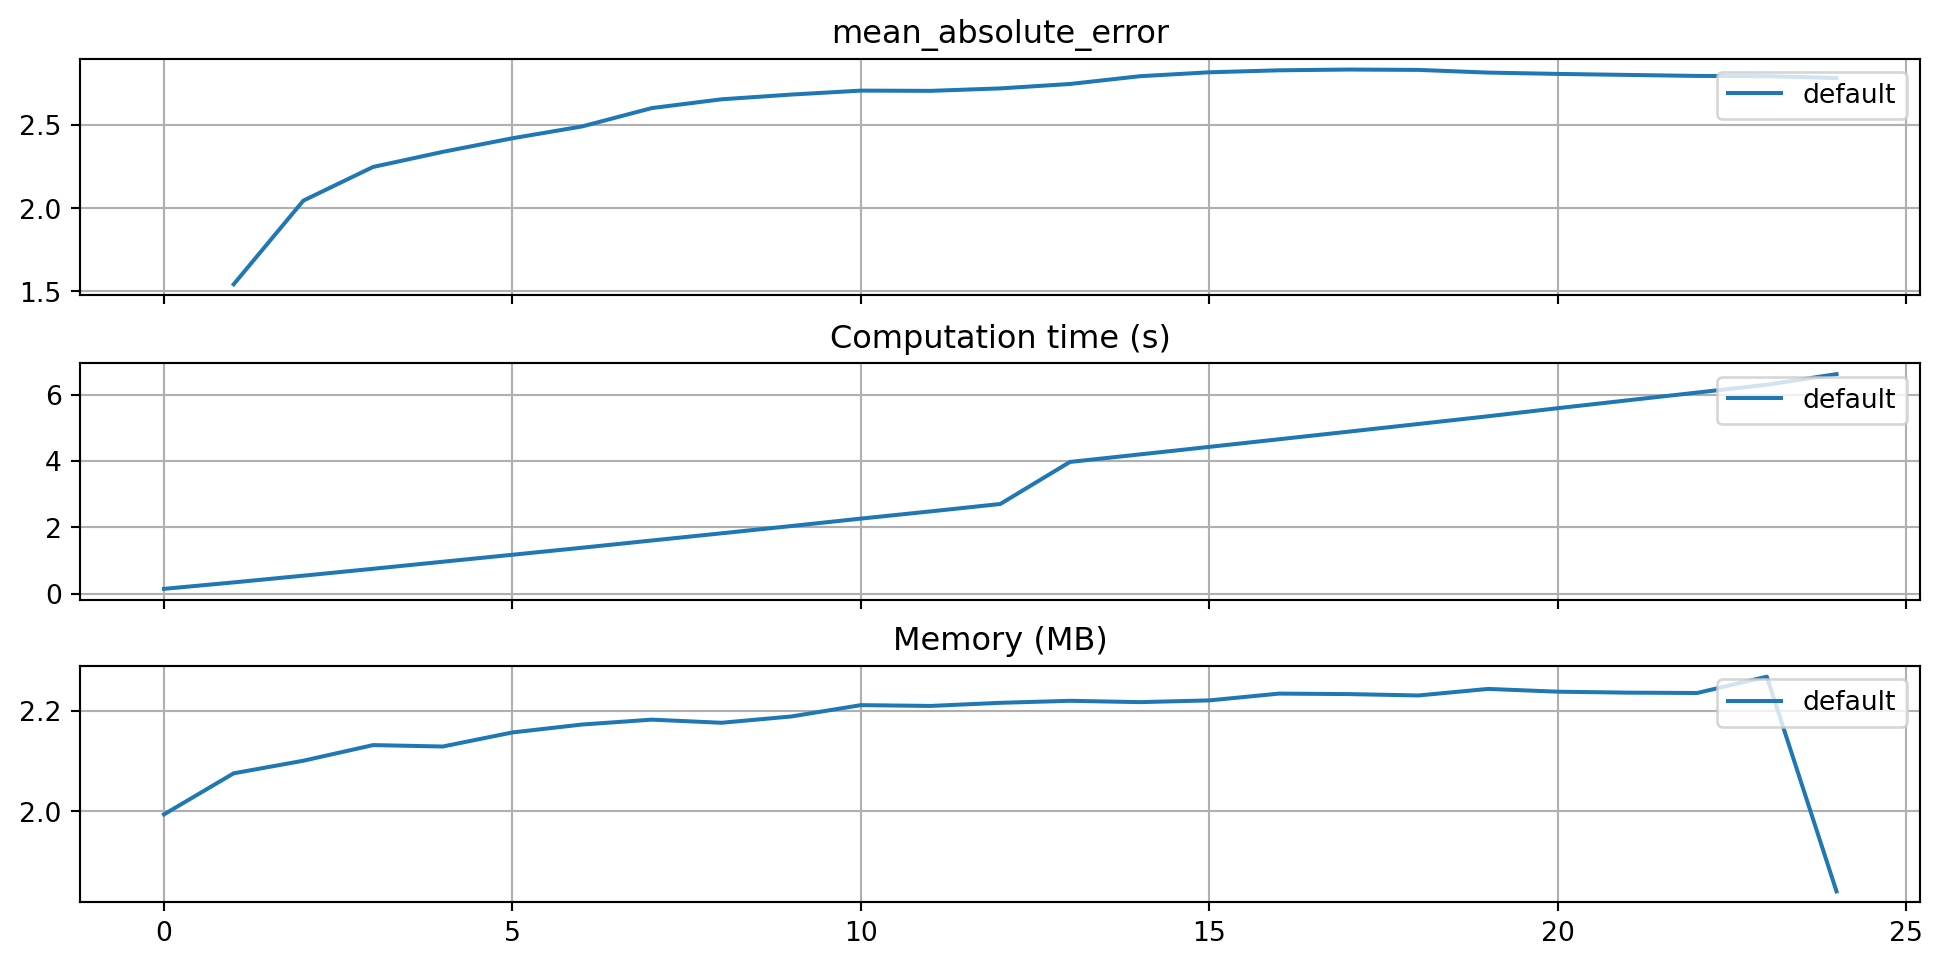 mean_absolute_error
2.5
2.0
1.5
default
Computation time (s)
6
4
2
0
default
Memory (MB)
2.2
2.0
default
0 5 10 15 20 25